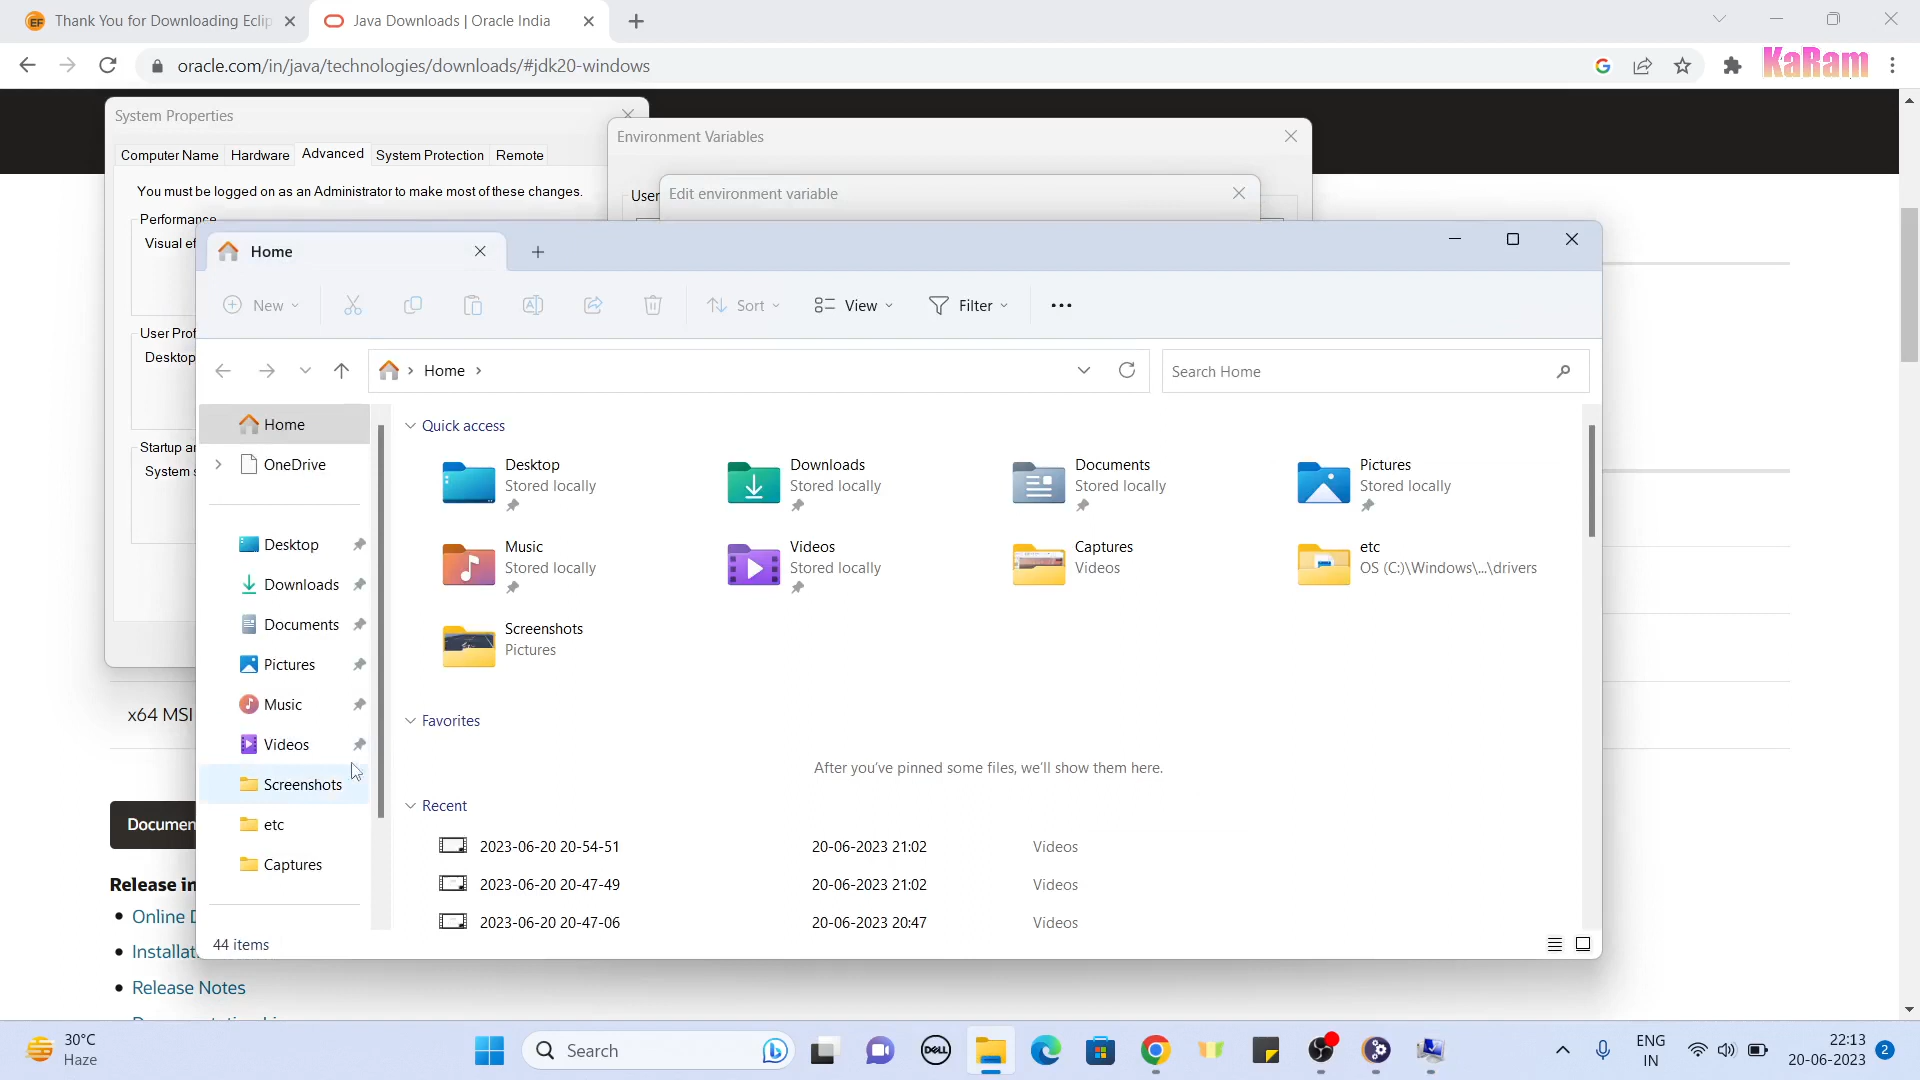 Thank You for Downloading Eclip
Java Downloads | Oracle India
oracle.com/in/java/technologies/downloads/#jdk20-windows
KaRam
System Properties
Computer Name Hardware Advanced System Protection Remote
You must be logged on as an Administrator to make most of these changes.
Performance
Visual ef
User Prof
Desktop
Startup an
System s
Environment Variables
User
Edit environment variable
Home
New
Sort
View
Filter
Home
Search Home
Home
OneDrive
Desktop
Downloads
Documents
Pictures
Music
Videos
Screenshots
etc
Captures
Quick access
Desktop
Stored locally
Downloads
Stored locally
Documents
Stored locally
Pictures
Stored locally
Music
Stored locally
Videos
Stored locally
Captures
Videos
etc
OS (C:)\Windows\...\drivers
Screenshots
Pictures
Favorites
After you've pinned some files, we'll show them here.
Recent
2023-06-20 20-54-51 20-06-2023 21:02 Videos
2023-06-20 20-47-49 20-06-2023 21:02 Videos
2023-06-20 20-47-06 20-06-2023 20:47 Videos
44 items
x64 MSI
Documen
Release in
Online D
Installat
Release Notes
30°C
Haze
Search
DELL
ENG
IN
22:13
20-06-2023
2